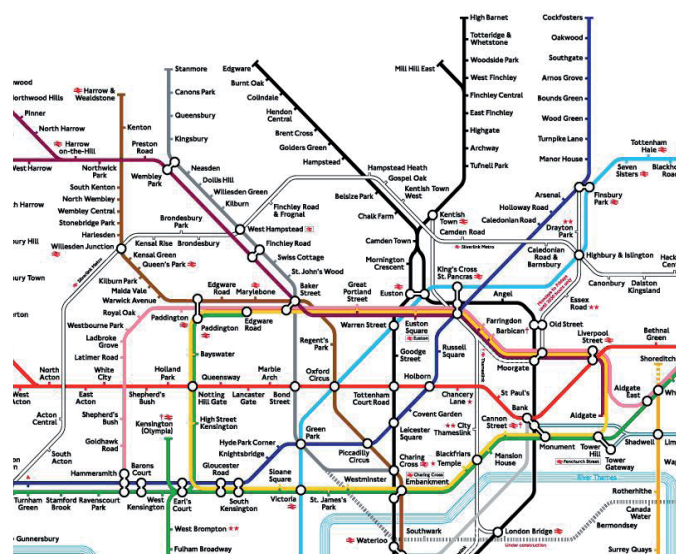 High Barnet
Totteridge &
Whetstone
Woodside Park
West Finchley
Finchley Central
East Finchley
Highgate
Archway
Tufnell Park
Mill Hill East
Cockfosters
Oakwood
Southgate
Arnos Grove
Bounds Green
Wood Green
Turnpike Lane
Manor House
Tottenham
Hale
Seven
Sisters
Finsbury
Park
Arsenal
Holloway Road
Caledonian Road
Drayton
Park
Caledonian
Road &
Barnsbury
Highbury & Islington
Canonbury
Dalston
Kingsland
Essex
Road
Edgware
Burnt Oak
Colindale
Hendon
Central
Brent Cross
Golders Green
Hampstead
Belsize Park
Chalk Farm
Camden Town
Mornington
Crescent
Euston
Hampstead Heath
Gospel Oak
Kentish Town
West
Kentish
Town
Camden Road
Silverlink Metro
King's Cross
St. Pancras
Angel
Stanmore
Canons Park
Queensbury
Kingsbury
Neasden
Dollis Hill
Willesden Green
Kilburn
West Hampstead
Finchley Road
& Frognal
Finchley Road
Swiss Cottage
St. John's Wood
Baker
Street
Pinner
North Harrow
Harrow
on-the-Hill
Northwood Hills
West Harrow
Preston
Road
Wembley
Park
Northwick
Park
Harrow &
Wealdstone
Kenton
South Kenton
North Wembley
Wembley Central
Stonebridge Park
Harlesden
Willesden Junction
Kensal Rise
Brondesbury
Brondesbury
Park
Kensal Green
Queen's Park
Kilburn Park
Maida Vale
Warwick Avenue
Royal Oak
Westbourne Park
Ladbroke
Grove
Latimer Road
Paddington
Paddington
Edgware
Road
Marylebone
Edgware
Road
Bayswater
Great
Portland
Street
Warren Street
Euston
Square
Regent's
Park
Goodge
Street
Russell
Square
Farringdon
Barbican
Old Street
Moorgate
Liverpool
Street
Bethnal
Green
Shoreditch
Aldgate
East
Aldgate
North
Acton
White
City
East
Acton
Shepherd's
Bush
Holland
Park
Notting
Hill Gate
Queensway
Lancaster
Gate
Marble
Arch
Bond
Street
Oxford
Circus
Tottenham
Court Road
Holborn
Chancery
Lane
St Paul's
Bank
Shepherd's
Bush
Goldhawk
Road
Hammersmith
Kensington
(Olympia)
High Street
Kensington
Acton
Central
South
Acton
Turnham
Green
Stamford
Brook
Ravenscourt
Park
Barons
Court
West
Kensington
Earl's
Court
Gloucester
Road
South
Kensington
Hyde Park Corner
Knightsbridge
Sloane
Square
Victoria
St. James's
Park
Green
Park
Westminster
Piccadilly
Circus
Leicester
Square
Covent Garden
Charing
Cross
Charing Cross
Embankment
Temple
Blackfriars
City
Thameslink
Thameslink
Mansion
House
Cannon
Street
Monument
Tower
Hill
Fenchurch Street
Tower
Gateway
Shadwell
West Brompton
Fulham Broadway
Gunnersbury
Waterloo
Southwark
Under construction
London Bridge
River Thames
Rotherhithe
Canada
Water
Bermondsey
Surrey Quays